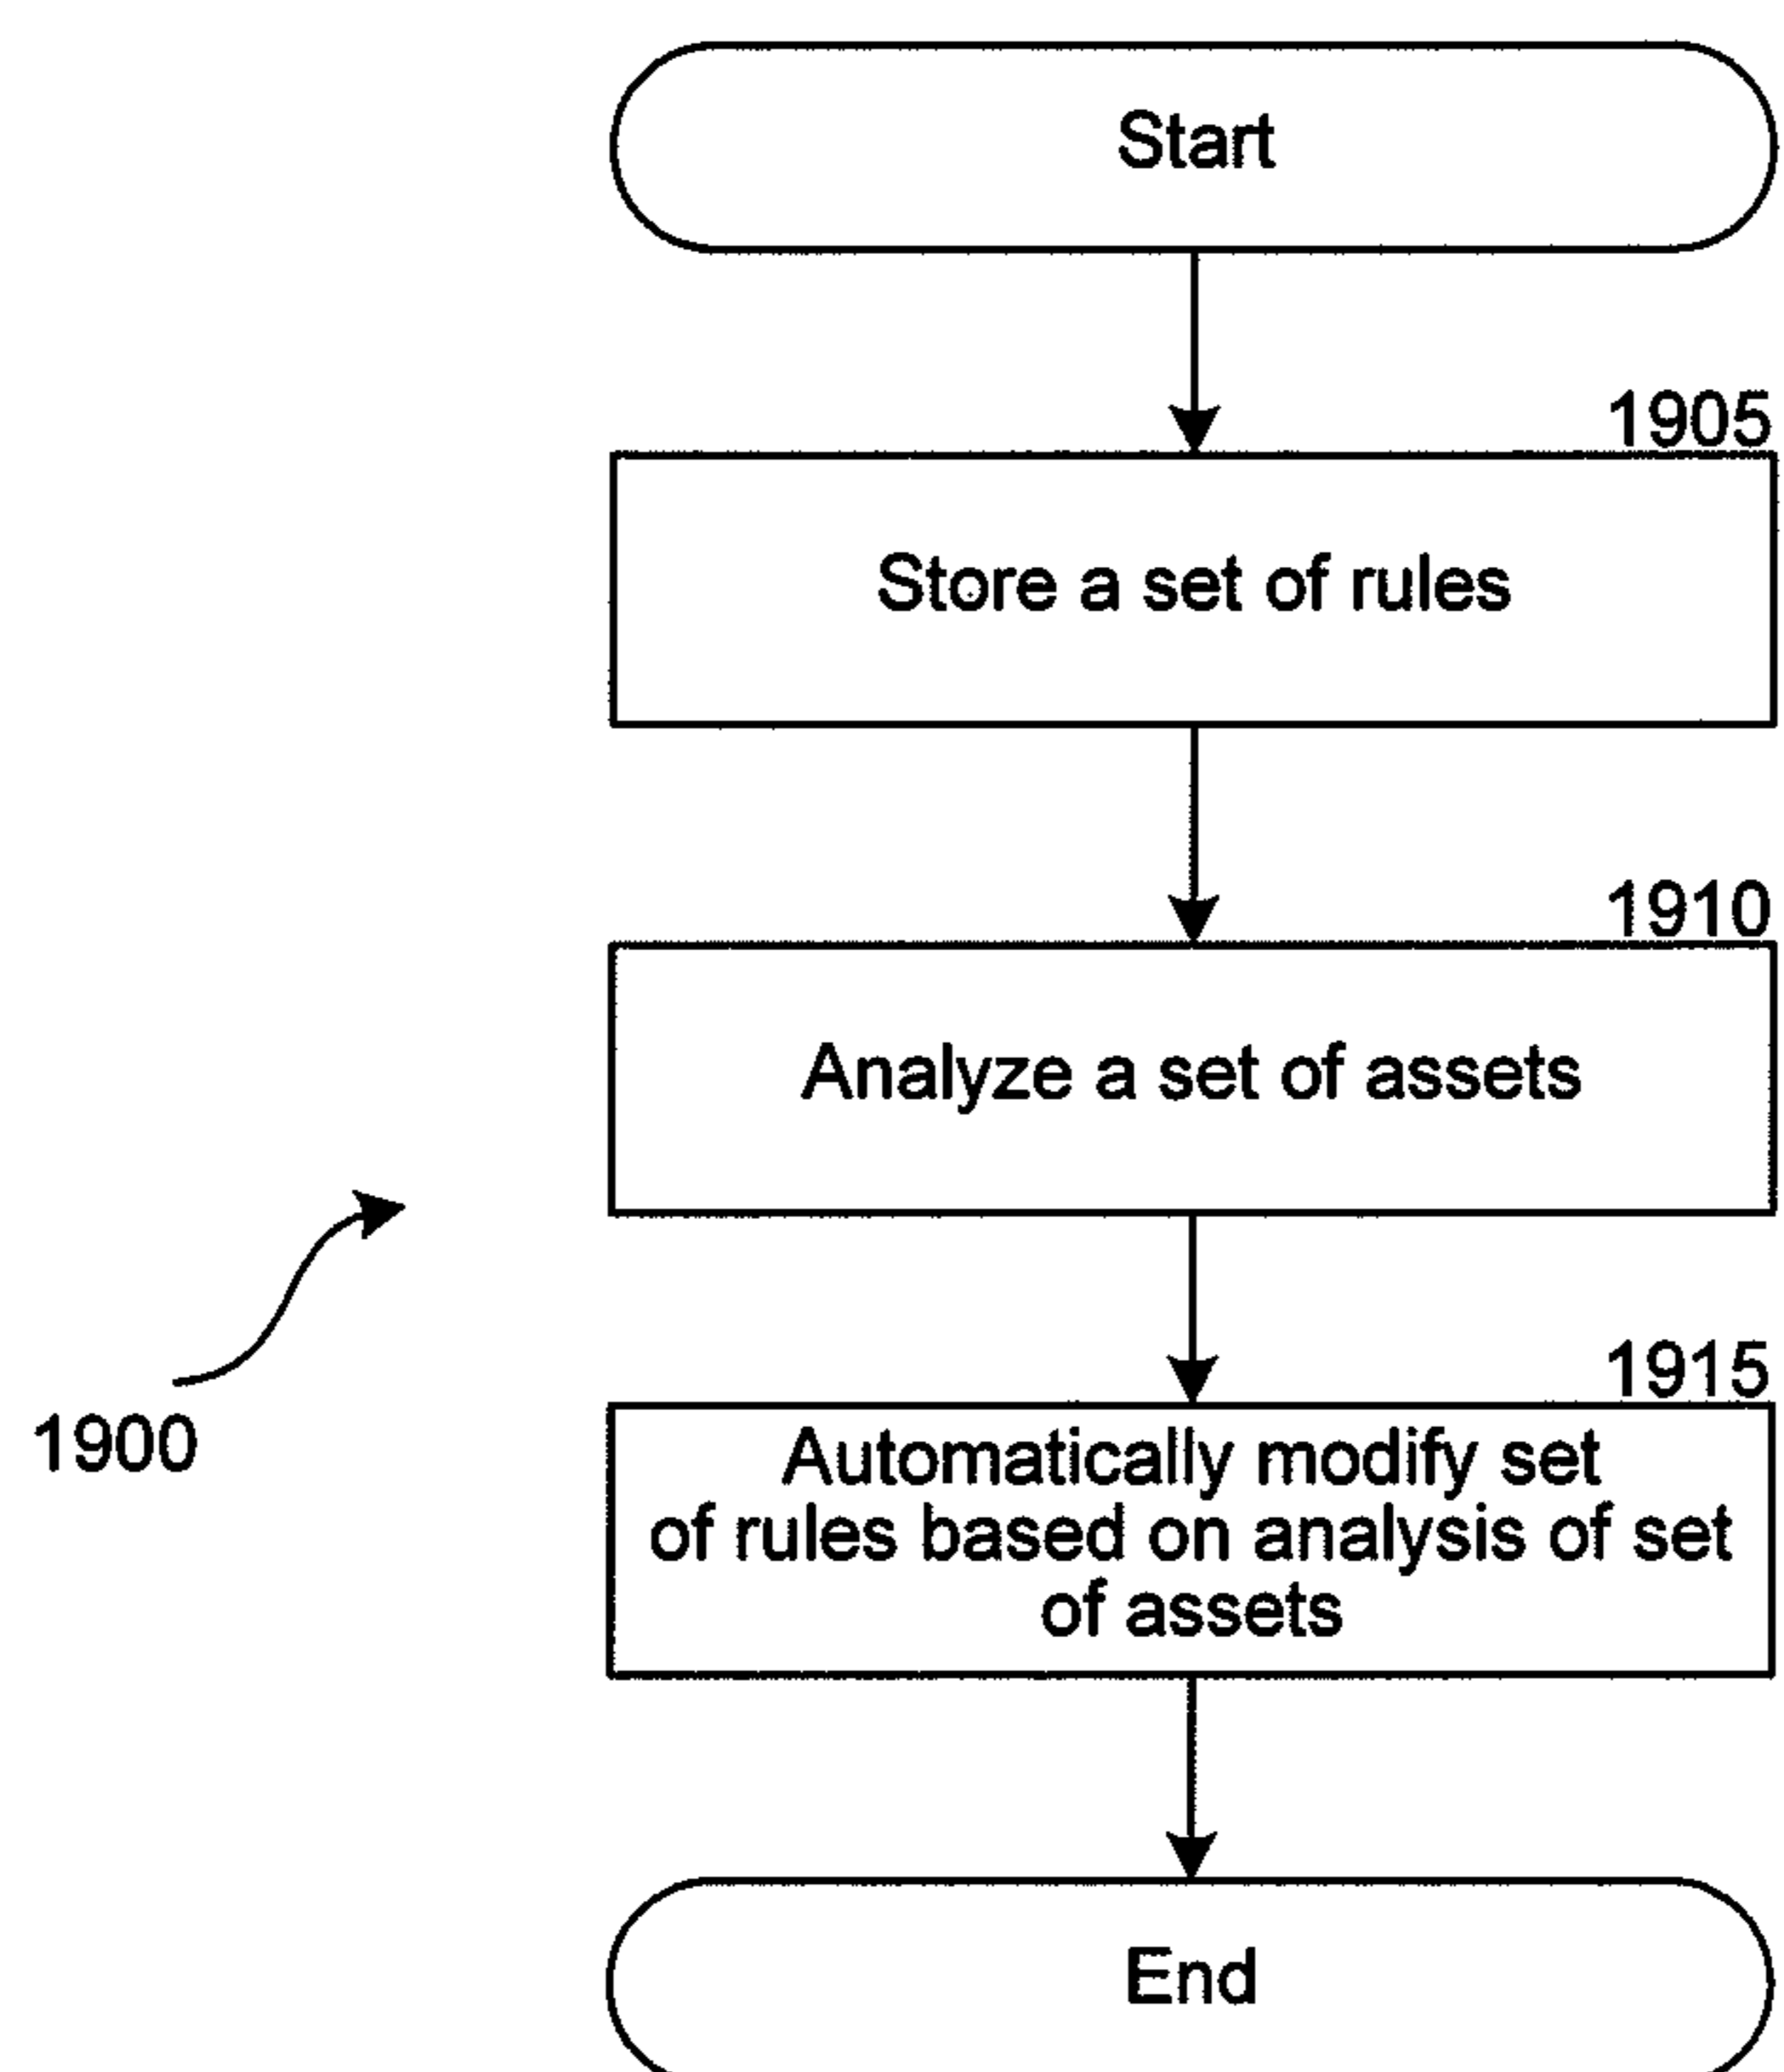 Start
1905
Store a set of rules
1910
Analyze a set of assets
1900
1915
Automatically modify set
of rules based on analysis of set
of assets
End